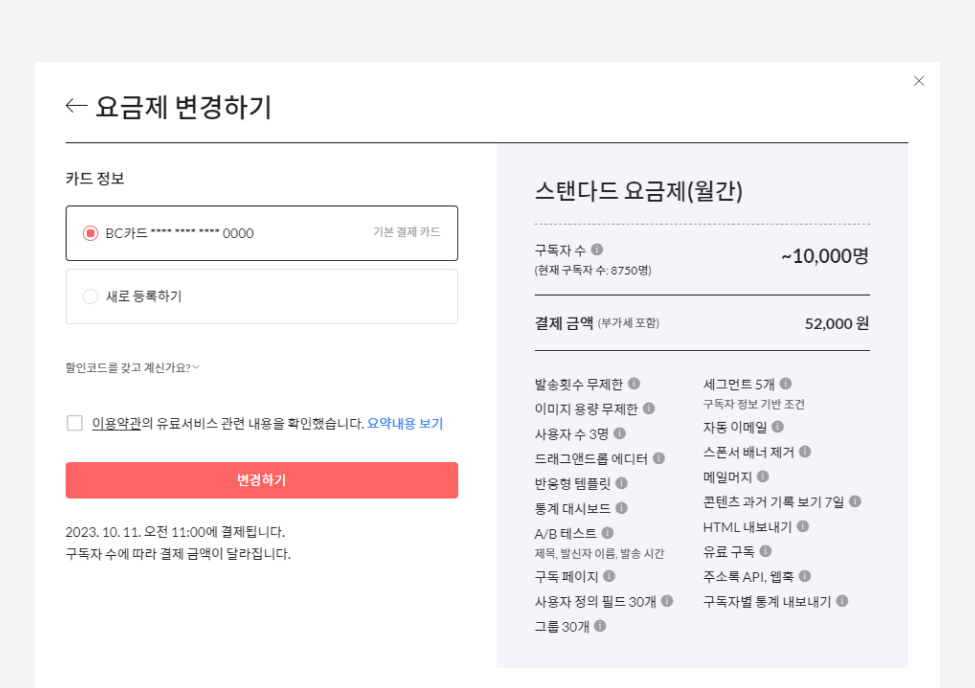 ← 요금제 변경하기
카드 정보
BC카드 **** **** **** 0000 기본 결제 카드
새로 등록하기
할인코드를 갖고 계신가요?
이용약관의 유료서비스 관련 내용을 확인했습니다. 요약내용 보기
변경하기
2023. 10. 11. 오전 11:00에 결제됩니다.
구독자 수에 따라 결제 금액이 달라집니다.
스탠다드 요금제(월간)
구독자 수 ~10,000명
(현재 구독자 수: 8750명)
결제 금액 (부가세 포함) 52,000 원
발송횟수 무제한
이미지 용량 무제한
사용자 수 3명
드래그앤드롭 에디터
반응형 템플릿
통계 대시보드
A/B 테스트
제목, 발신자 이름, 발송 시간
구독 페이지
사용자 정의 필드 30개
그룹 30개
세그먼트 5개
구독자 정보 기반 조건
자동 이메일
스폰서 배너 제거
메일머지
콘텐츠 과거 기록 보기 7일
HTML 내보내기
유료 구독
주소록 API, 웹훅
구독자별 통계 내보내기